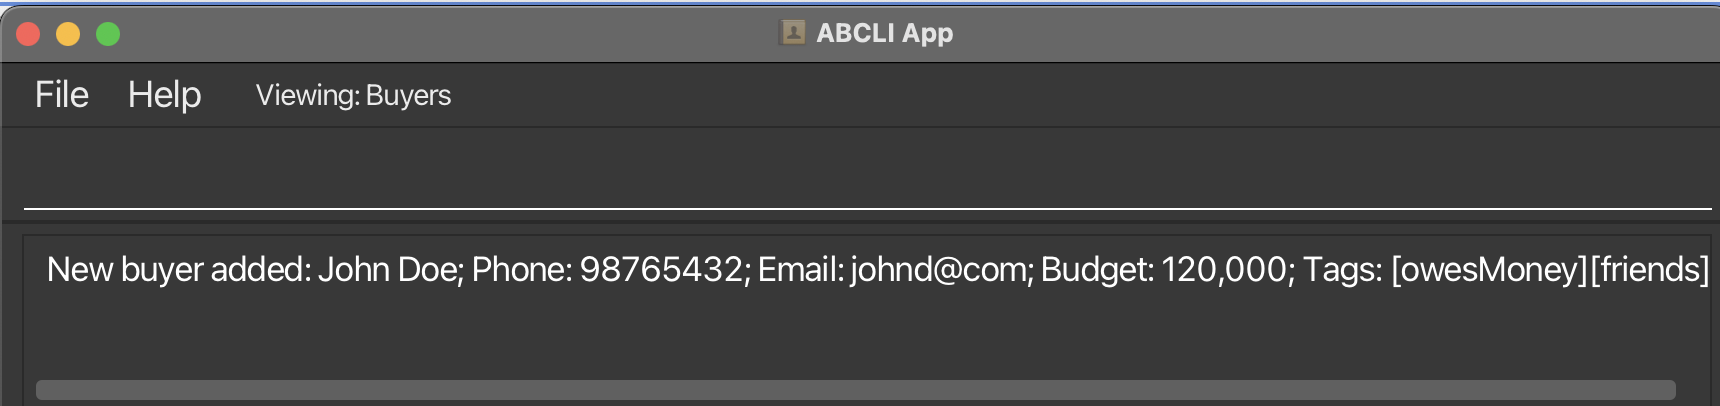 ABCLI App
File Help Viewing: Buyers
New buyer added: John Doe; Phone: 98765432; Email: johnd@com; Budget: 120,000; Tags: [owesMoney][friends]